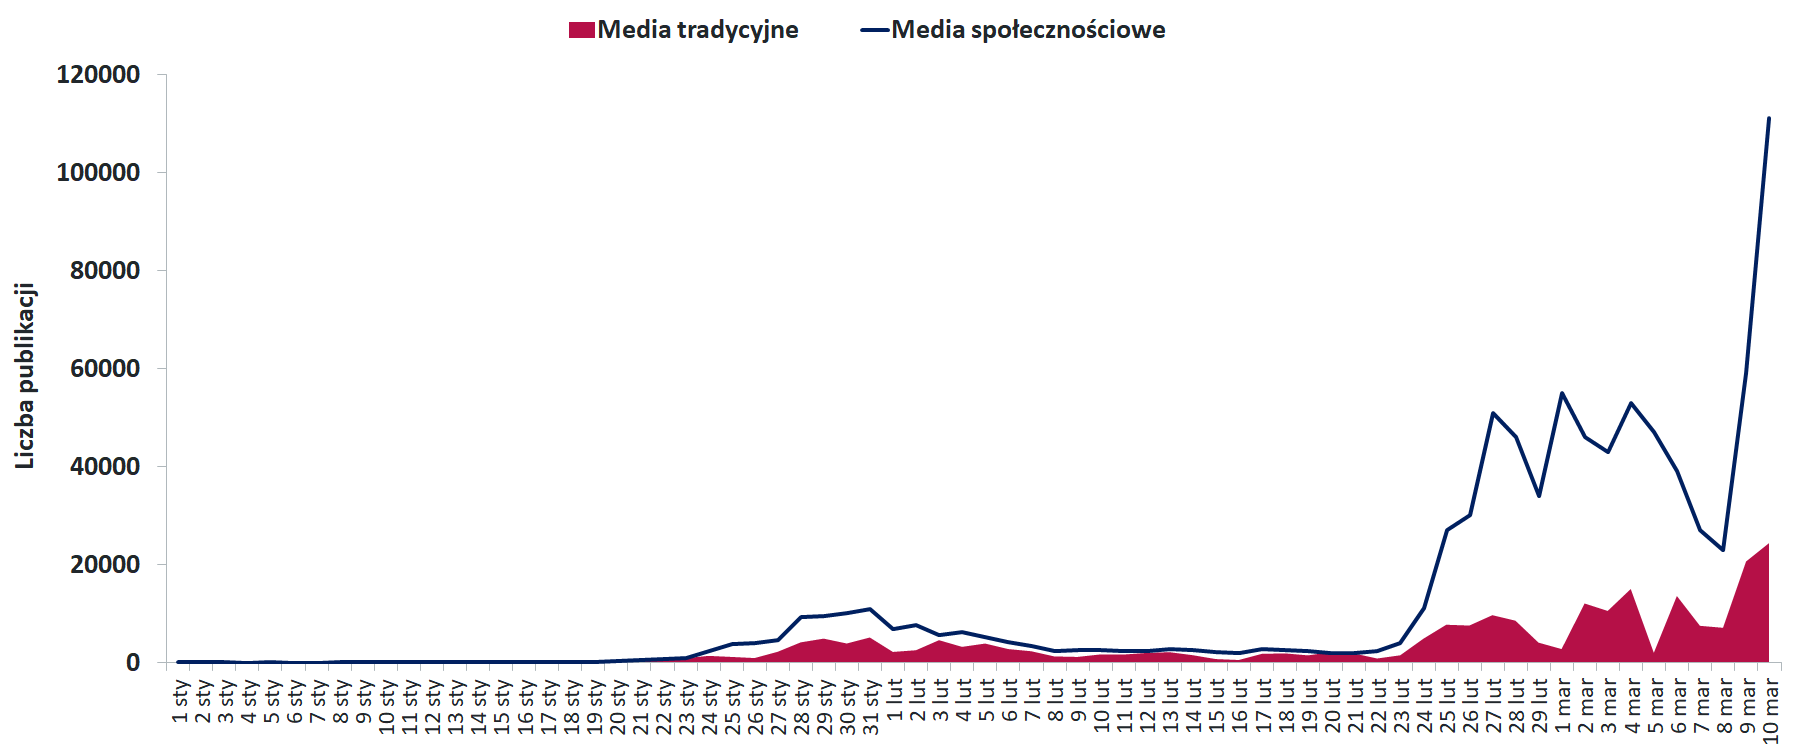 Media tradycyjne Media społecznościowe
Liczba publikacji
120000
100000
80000
60000
40000
20000
0
1 sty
2 sty
3 sty
4 sty
5 sty
6 sty
7 sty
8 sty
9 sty
10 sty
11 sty
12 sty
13 sty
14 sty
15 sty
16 sty
17 sty
18 sty
19 sty
20 sty
21 sty
22 sty
23 sty
24 sty
25 sty
26 sty
27 sty
28 sty
29 sty
30 sty
31 sty
1 lut
2 lut
3 lut
4 lut
5 lut
6 lut
7 lut
8 lut
9 lut
10 lut
11 lut
12 lut
13 lut
14 lut
15 lut
16 lut
17 lut
18 lut
19 lut
20 lut
21 lut
22 lut
23 lut
24 lut
25 lut
26 lut
27 lut
28 lut
29 lut
1 mar
2 mar
3 mar
4 mar
5 mar
6 mar
7 mar
8 mar
9 mar
10 mar